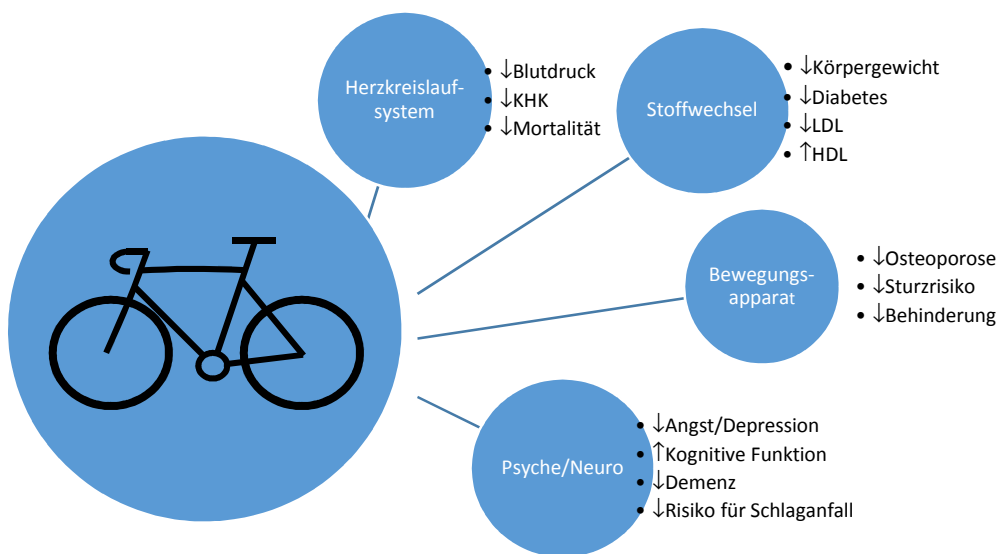 Herzkreislauf-
system
• ↓Blutdruck
• ↓KHK
• ↓Mortalität
Stoffwechsel
• ↓Körpergewicht
• ↓Diabetes
• ↓LDL
• ↑HDL
Bewegungs-
apparat
• ↓Osteoporose
• ↓Sturzrisiko
• ↓Behinderung
Psyche/Neuro
• ↓Angst/Depression
• ↑Kognitive Funktion
• ↓Demenz
• ↓Risiko für Schlaganfall